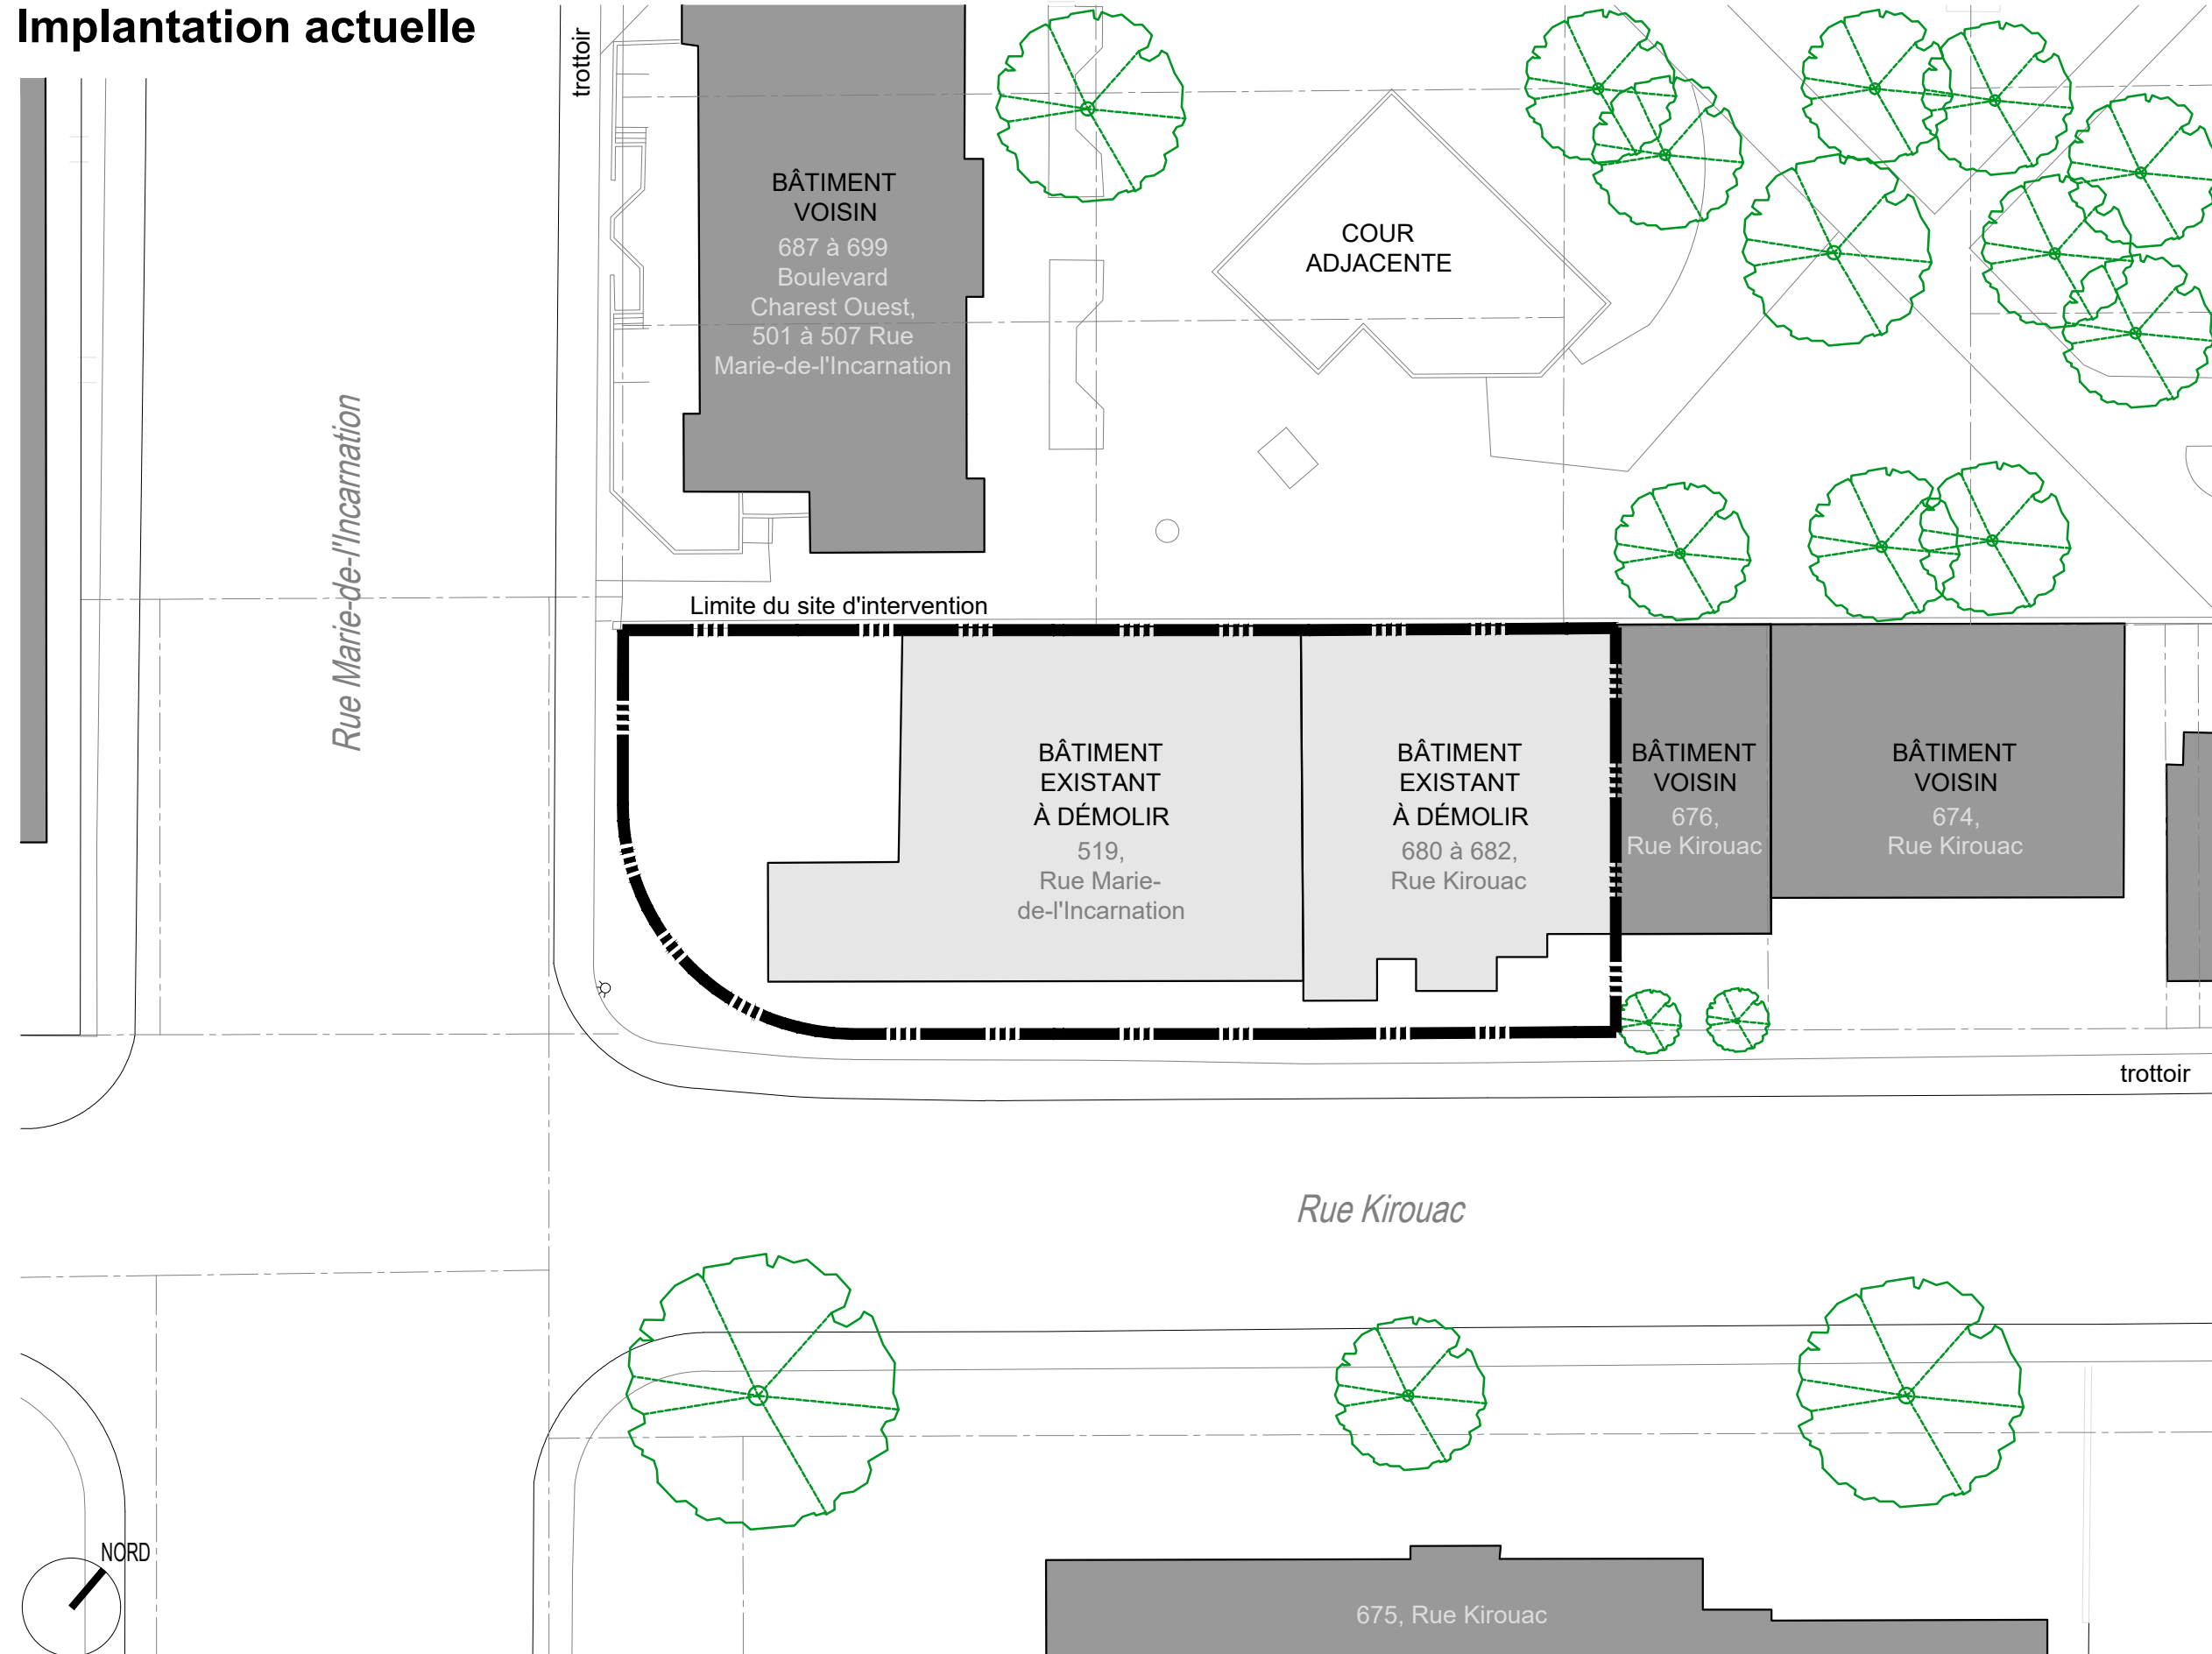 Implantation actuelle
trottoir
BÂTIMENT
VOISIN
687 à 699
Boulevard
Charest Ouest,
501 à 507 Rue
Marie-de-l'Incarnation
COUR
ADJACENTE
Rue Marie-de-l'Incarnation
Limite du site d'intervention
BÂTIMENT
EXISTANT
À DÉMOLIR
519,
Rue Marie-
de-l'Incarnation
BÂTIMENT
EXISTANT
À DÉMOLIR
680 à 682,
Rue Kirouac
BÂTIMENT
VOISIN
676,
Rue Kirouac
BÂTIMENT
VOISIN
674,
Rue Kirouac
trottoir
Rue Kirouac
NORD
675, Rue Kirouac